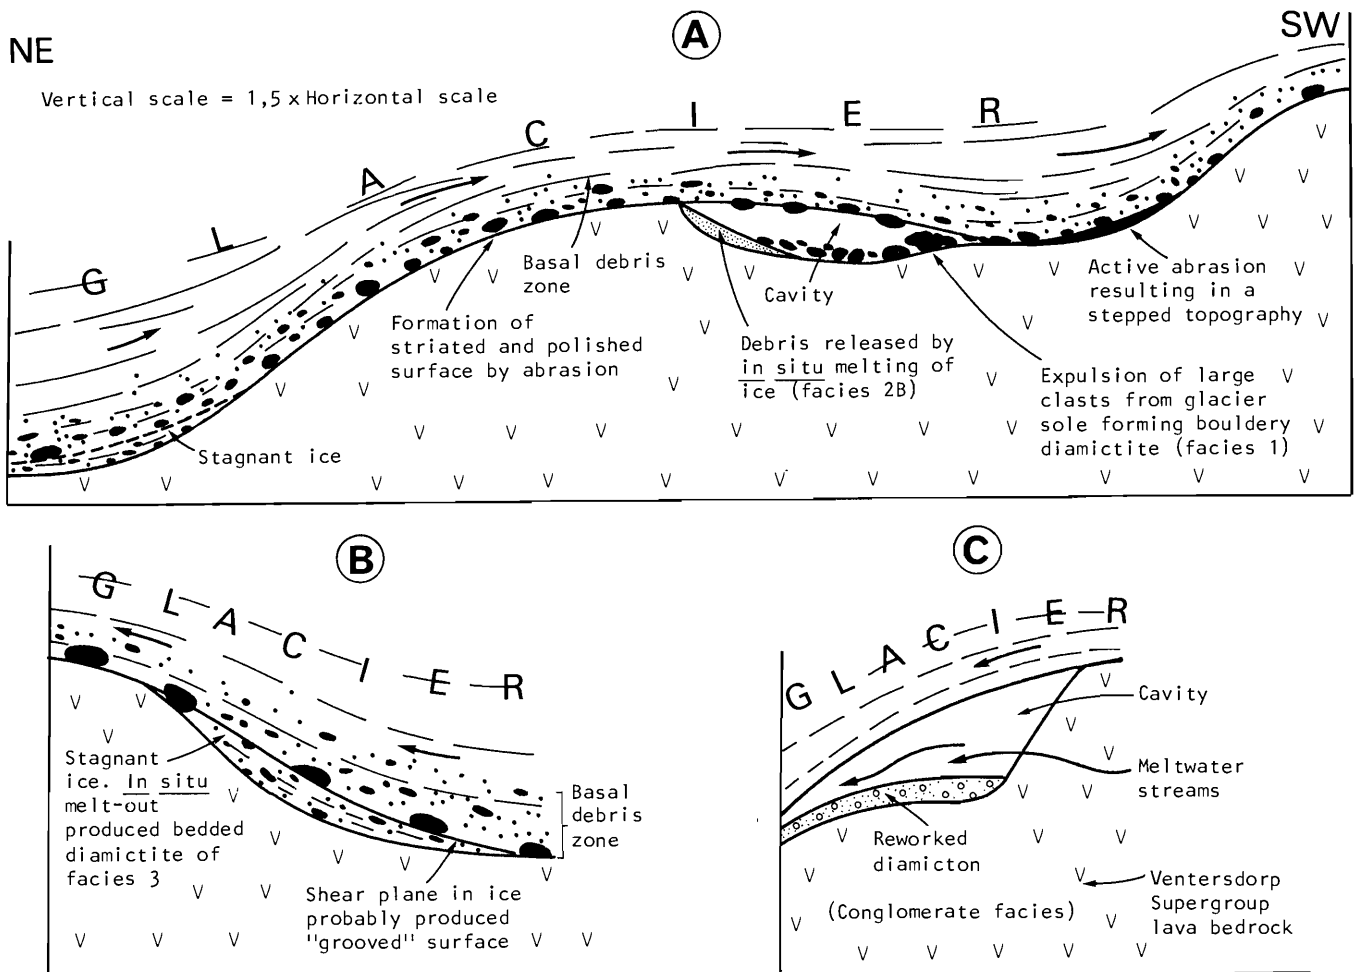 A
NE
SW
Vertical scale = 1,5 x Horizontal scale
GLACIER
Basal debris
zone
Cavity
Active abrasion
resulting in a
stepped topography
Formation of
striated and polished
surface by abrasion
Debris released by
in situ melting of
ice (facies 2B)
Expulsion of large
clasts from glacier
sole forming bouldery
diamictite (facies 1)
Stagnant ice
B
GLACIER
Stagnant
ice. In situ
melt-out
produced bedded
diamictite of
facies 3
Basal
debris
zone
Shear plane in ice
probably produced
"grooved" surface
C
GLACIER
Cavity
Meltwater
streams
Reworked
diamicton
(Conglomerate facies)
Ventersdorp
Supergroup
lava bedrock